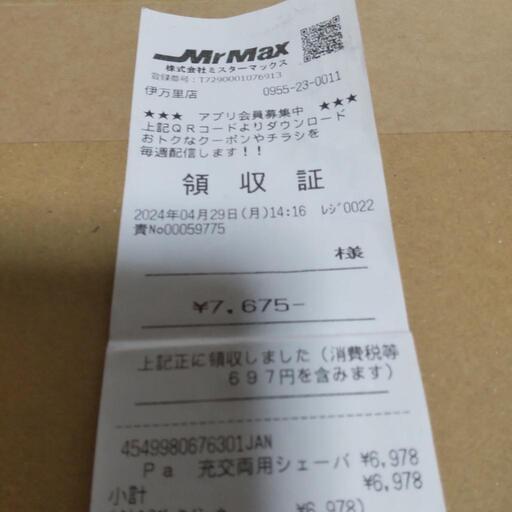 MrMax
株式会社ミスターマックス
登録番号:T7290001076913
伊万里店 0955-23-0011
★★★ アプリ会員募集中 ★★★
上記QRコードよりダウンロード
おトクなクーポンやチラシを
毎週配信します!!
領収証
2024年04月29日(月)14:16 レジ0022
責No00059775
様
¥7,675-
上記正に領収しました(消費税等
697円を含みます)
4549980676301JAN
Pa 充交両用シェーバ ¥6,978
小計 ¥6,978
¥6,978)